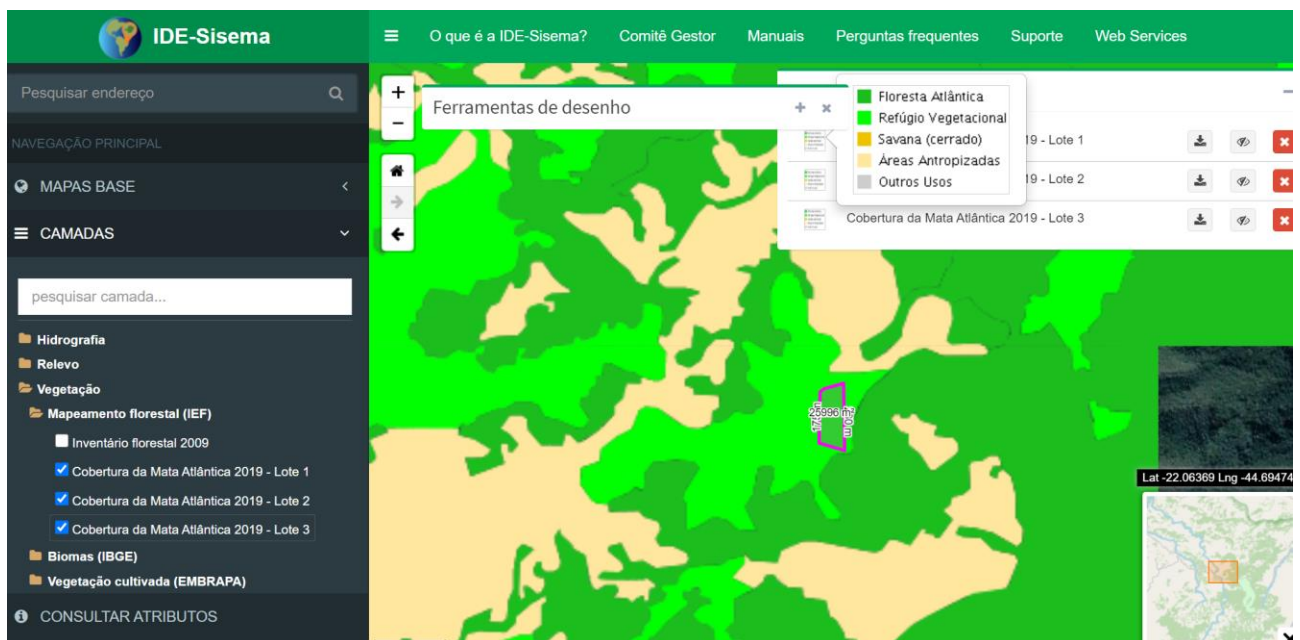 IDE-Sisema
O que é a IDE-Sisema? Comitê Gestor Manuais Perguntas frequentes Suporte Web Services
Pesquisar endereço
NAVEGAÇÃO PRINCIPAL
MAPAS BASE
CAMADAS
pesquisar camada...
Hidrografia
Relevo
Vegetação
Mapeamento florestal (IEF)
Inventário florestal 2009
Cobertura da Mata Atlântica 2019 - Lote 1
Cobertura da Mata Atlântica 2019 - Lote 2
Cobertura da Mata Atlântica 2019 - Lote 3
Biomas (IBGE)
Vegetação cultivada (EMBRAPA)
CONSULTAR ATRIBUTOS
+
−
Ferramentas de desenho + ×
Floresta Atlântica
Refúgio Vegetacional
Savana (cerrado)
Áreas Antropizadas
Outros Usos
19 - Lote 1
19 - Lote 2
Cobertura da Mata Atlântica 2019 - Lote 3
25996 m²
Lat -22.06369 Lng -44.69474